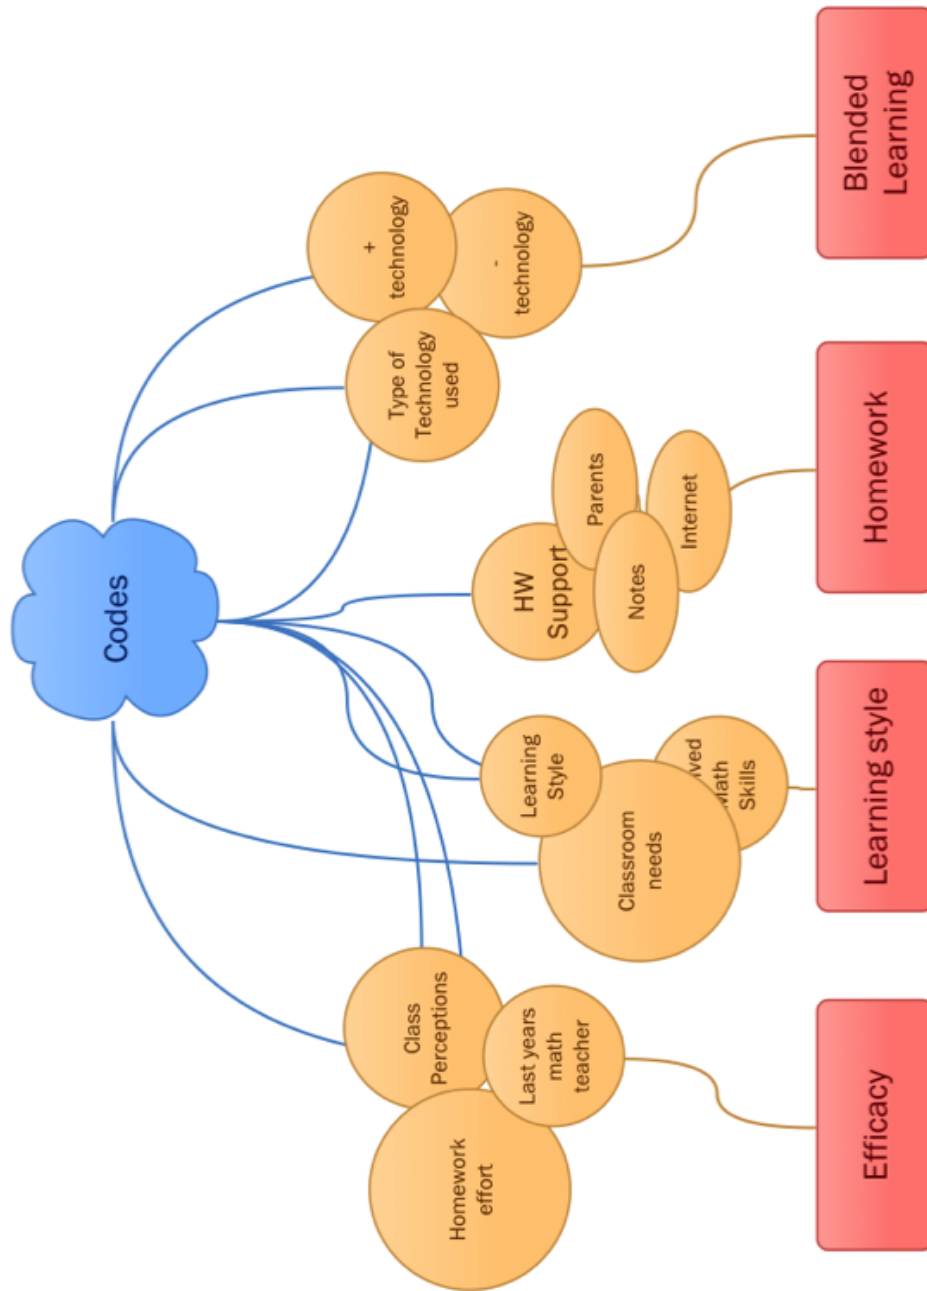 Codes
Homework
effort
Class
Perceptions
Last years
math
teacher
Classroom
needs
Learning
Style
Math
Skills
HW
Support
Notes
Parents
Internet
Type of
Technology
used
+
technology
-
technology
Efficacy
Learning style
Homework
Blended
Learning